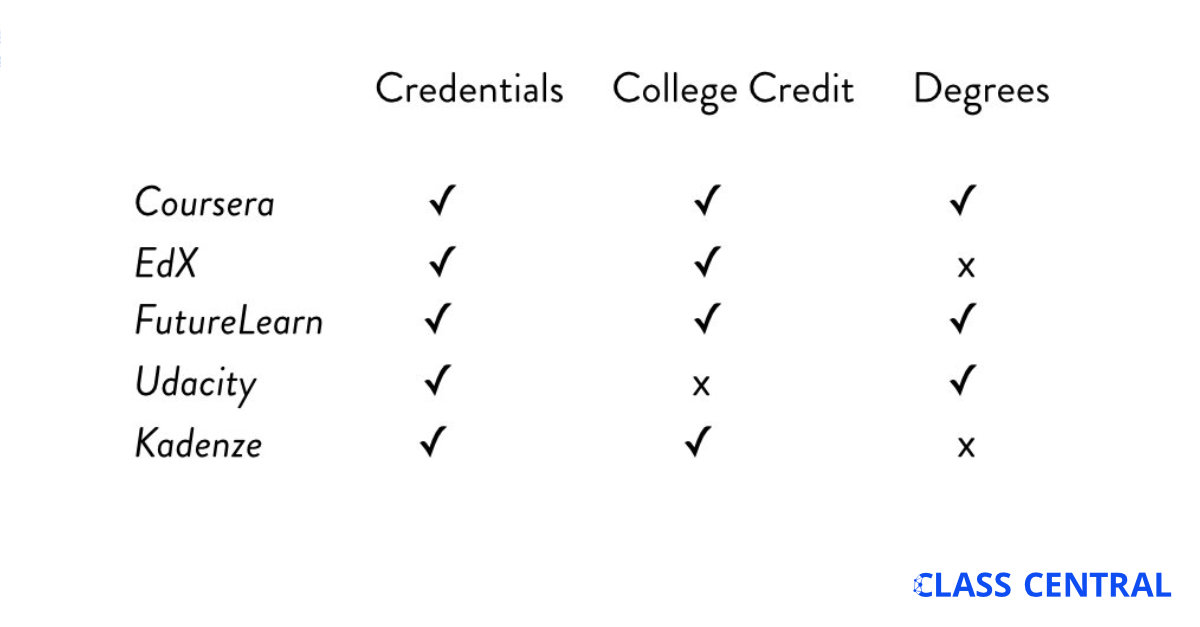 Credentials College Credit Degrees
Coursera ✓ ✓ ✓
EdX ✓ ✓ x
FutureLearn ✓ ✓ ✓
Udacity ✓ x ✓
Kadenze ✓ ✓ x
CLASS CENTRAL